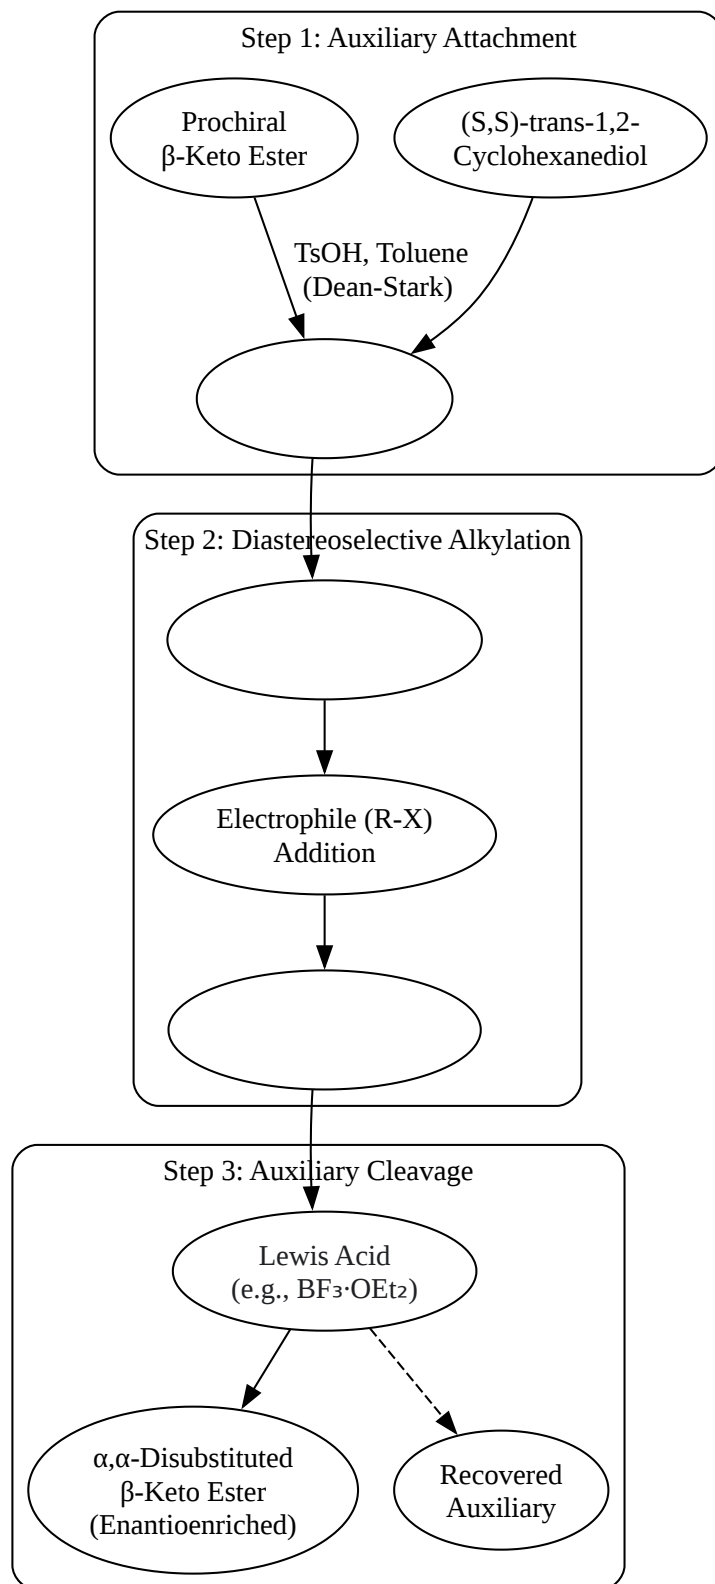 Step 1: Auxiliary Attachment
Prochiral
β-Keto Ester
(S,S)-trans-1,2-
Cyclohexanediol
TsOH, Toluene
(Dean-Stark)
Step 2: Diastereoselective Alkylation
Electrophile (R-X)
Addition
Step 3: Auxiliary Cleavage
Lewis Acid
(e.g., BF₃·OEt₂)
α,α-Disubstituted
β-Keto Ester
(Enantioenriched)
Recovered
Auxiliary